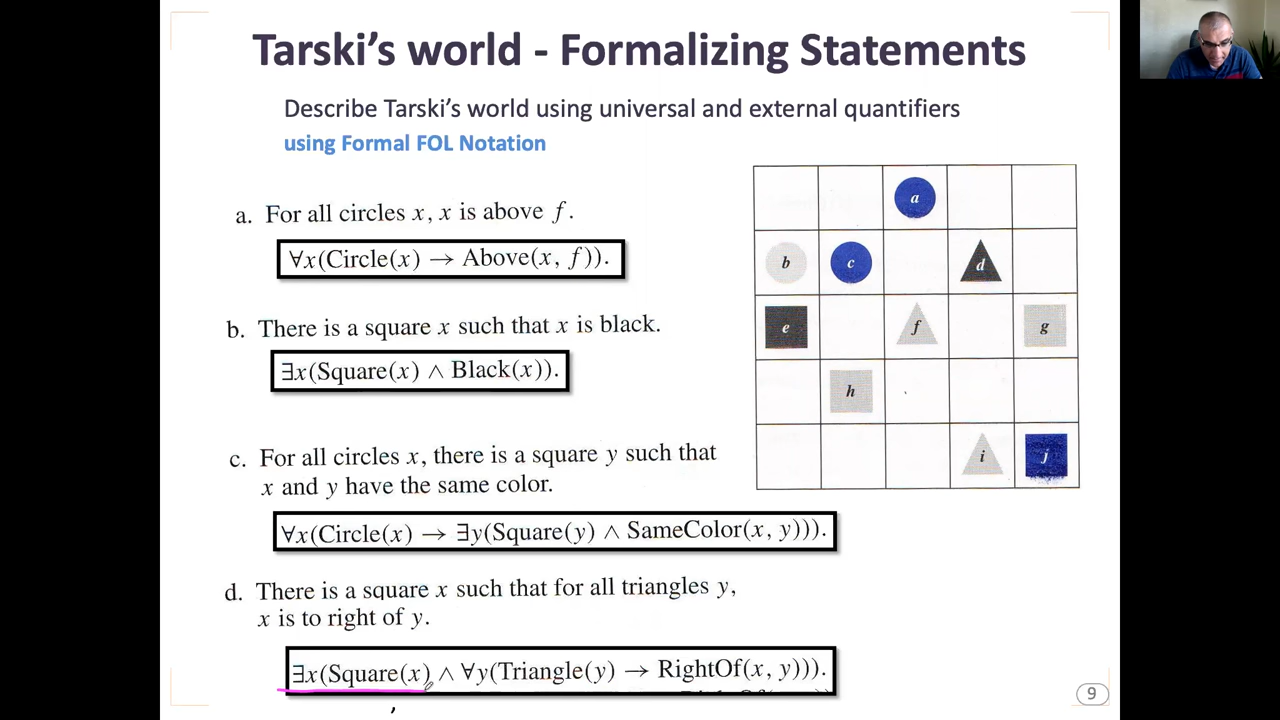 Tarski's world - Formalizing Statements
Describe Tarski's world using universal and external quantifiers
using Formal FOL Notation
a. For all circles x, x is above f.
∀x(Circle(x) → Above(x, f)).
b. There is a square x such that x is black.
∃x(Square(x) ∧ Black(x)).
c. For all circles x, there is a square y such that
x and y have the same color.
∀x(Circle(x) → ∃y(Square(y) ∧ SameColor(x, y))).
d. There is a square x such that for all triangles y,
x is to right of y.
∃x(Square(x) ∧ ∀y(Triangle(y) → RightOf(x, y))).
a
b c d
e f g
h
i j
9